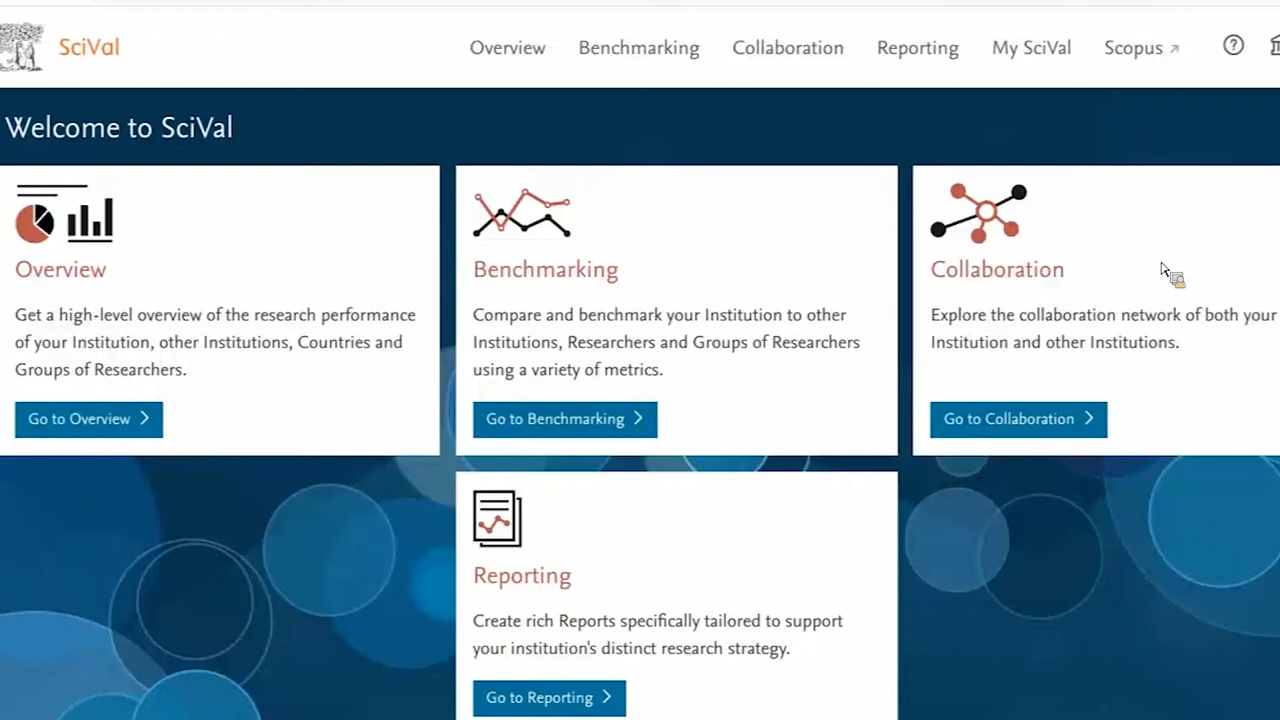 SciVal
Overview
Benchmarking
Collaboration
Reporting
My SciVal
Scopus
Welcome to SciVal
Overview
Get a high-level overview of the research performance
of your Institution, other Institutions, Countries and
Groups of Researchers.
Go to Overview
Benchmarking
Compare and benchmark your Institution to other
Institutions, Researchers and Groups of Researchers
using a variety of metrics.
Go to Benchmarking
Collaboration
Explore the collaboration network of both your
Institution and other Institutions.
Go to Collaboration
Reporting
Create rich Reports specifically tailored to support
your institution's distinct research strategy.
Go to Reporting